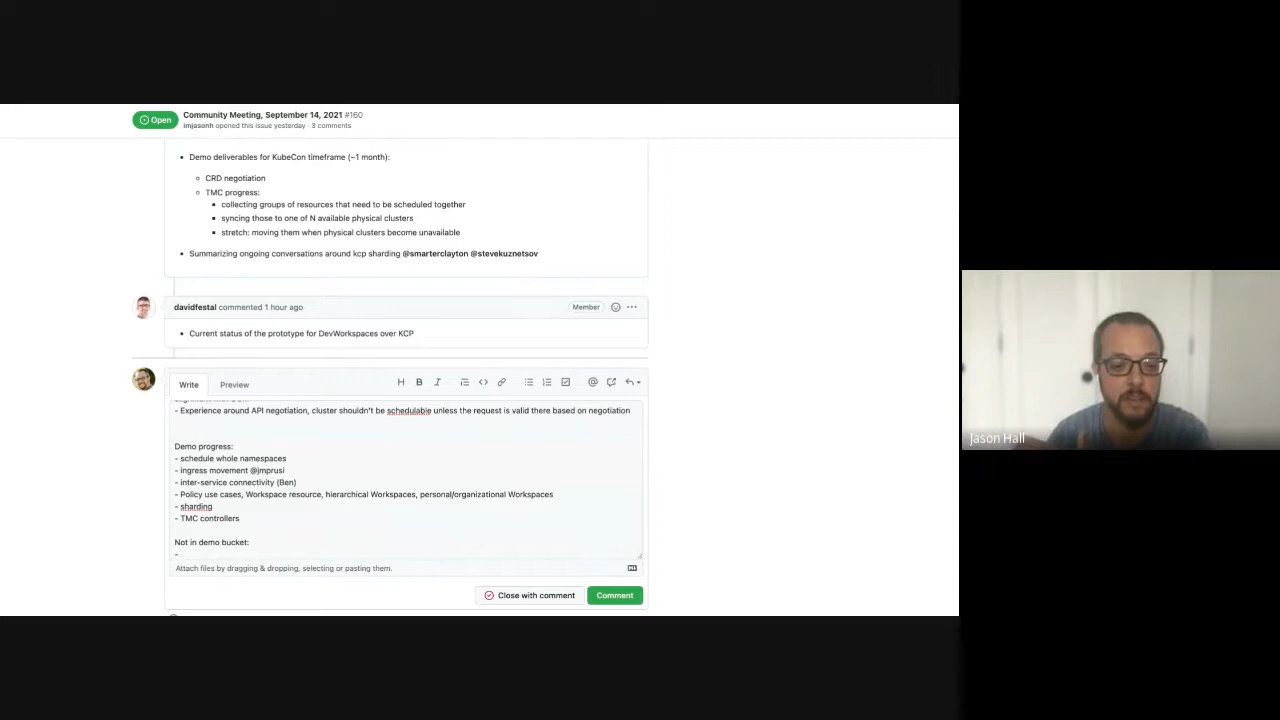 Open
Community Meeting, September 14, 2021 #160
imjasonh opened this issue yesterday · 3 comments
• Demo deliverables for KubeCon timeframe (~1 month):
◦ CRD negotiation
◦ TMC progress:
▪ collecting groups of resources that need to be scheduled together
▪ syncing those to one of N available physical clusters
▪ stretch: moving them when physical clusters become unavailable
• Summarizing ongoing conversations around kcp sharding @smarterclayton @stevekuznetsov
davidfestal commented 1 hour ago
Member
• Current status of the prototype for DevWorkspaces over KCP
Write Preview
- Experience around API negotiation, cluster shouldn't be schedulable unless the request is valid there based on negotiation
Demo progress:
- schedule whole namespaces
- ingress movement @jmprusi
- inter-service connectivity (Ben)
- Policy use cases, Workspace resource, hierarchical Workspaces, personal/organizational Workspaces
- sharding
- TMC controllers
Not in demo bucket:
-
Attach files by dragging & dropping, selecting or pasting them.
Close with comment
Comment
Jason Hall